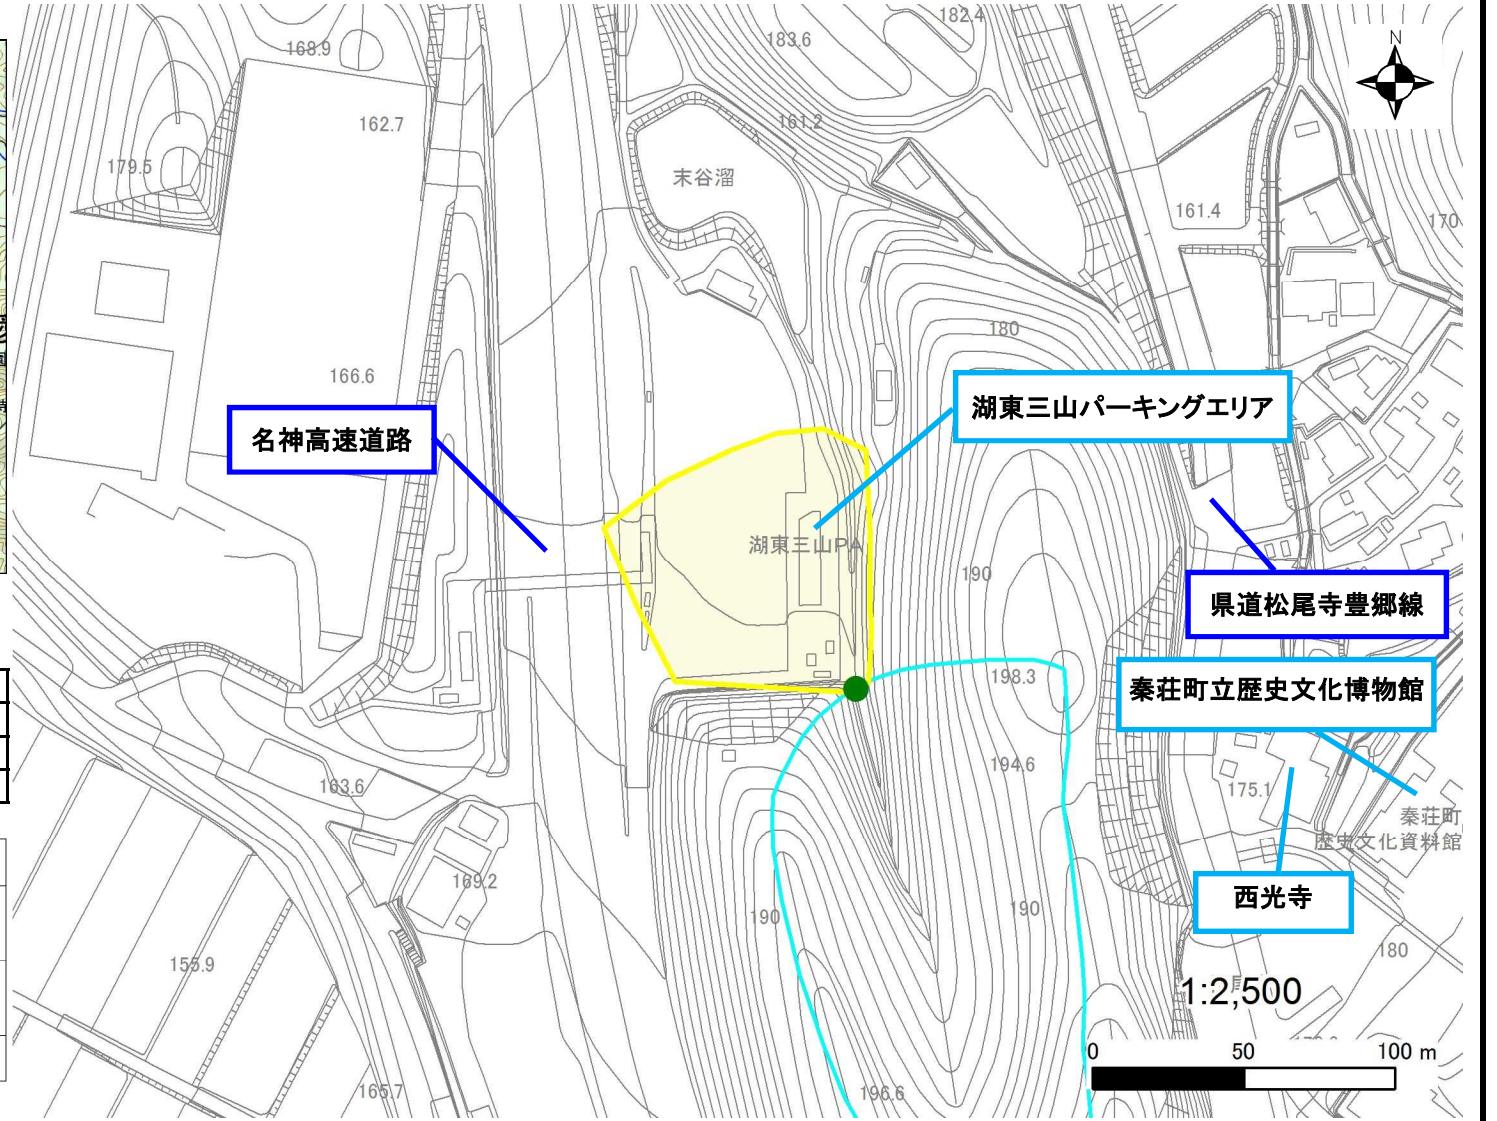 182.4
N
168.9
183.6
162.7
161.2
179.5
末谷溜
161.4
170
180
166.6
湖東三山パーキングエリア
名神高速道路
湖東三山PA
190
県道松尾寺豊郷線
198.3
秦荘町立歴史文化博物館
194.6
163.6
175.1
秦荘町
歴史文化資料館
169.2
西光寺
190
190
180
155.9
1:2,500
0 50 100 m
165.7
196.6